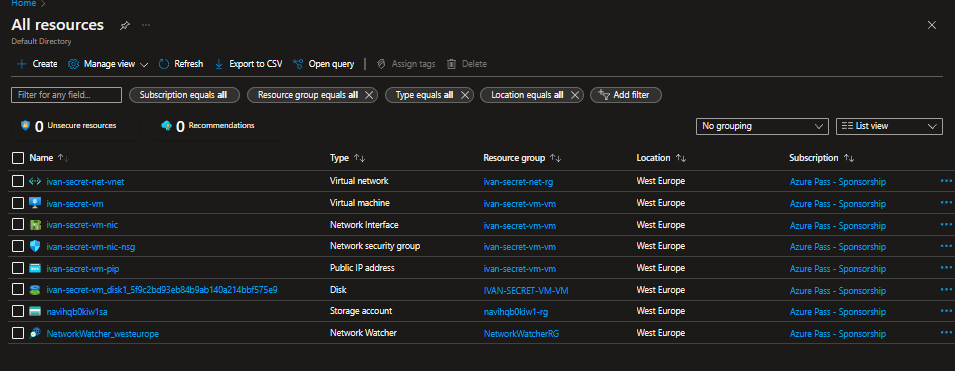 Home >
All resources
Default Directory
Create Manage view Refresh Export to CSV Open query Assign tags Delete
Filter for any field... Subscription equals all Resource group equals all Type equals all Location equals all Add filter
0 Unsecure resources 0 Recommendations
No grouping List view
Name Type Resource group Location Subscription
ivan-secret-net-vnet Virtual network ivan-secret-net-rg West Europe Azure Pass - Sponsorship
ivan-secret-vm Virtual machine ivan-secret-vm-vm West Europe Azure Pass - Sponsorship
ivan-secret-vm-nic Network Interface ivan-secret-vm-vm West Europe Azure Pass - Sponsorship
ivan-secret-vm-nic-nsg Network security group ivan-secret-vm-vm West Europe Azure Pass - Sponsorship
ivan-secret-vm-pip Public IP address ivan-secret-vm-vm West Europe Azure Pass - Sponsorship
ivan-secret-vm_disk1_5f9c2bd93eb84b9ab140a214bbf575e9 Disk IVAN-SECRET-VM-VM West Europe Azure Pass - Sponsorship
navihqb0kiw1sa Storage account navihqb0kiw1-rg West Europe Azure Pass - Sponsorship
NetworkWatcher_westeurope Network Watcher NetworkWatcherRG West Europe Azure Pass - Sponsorship